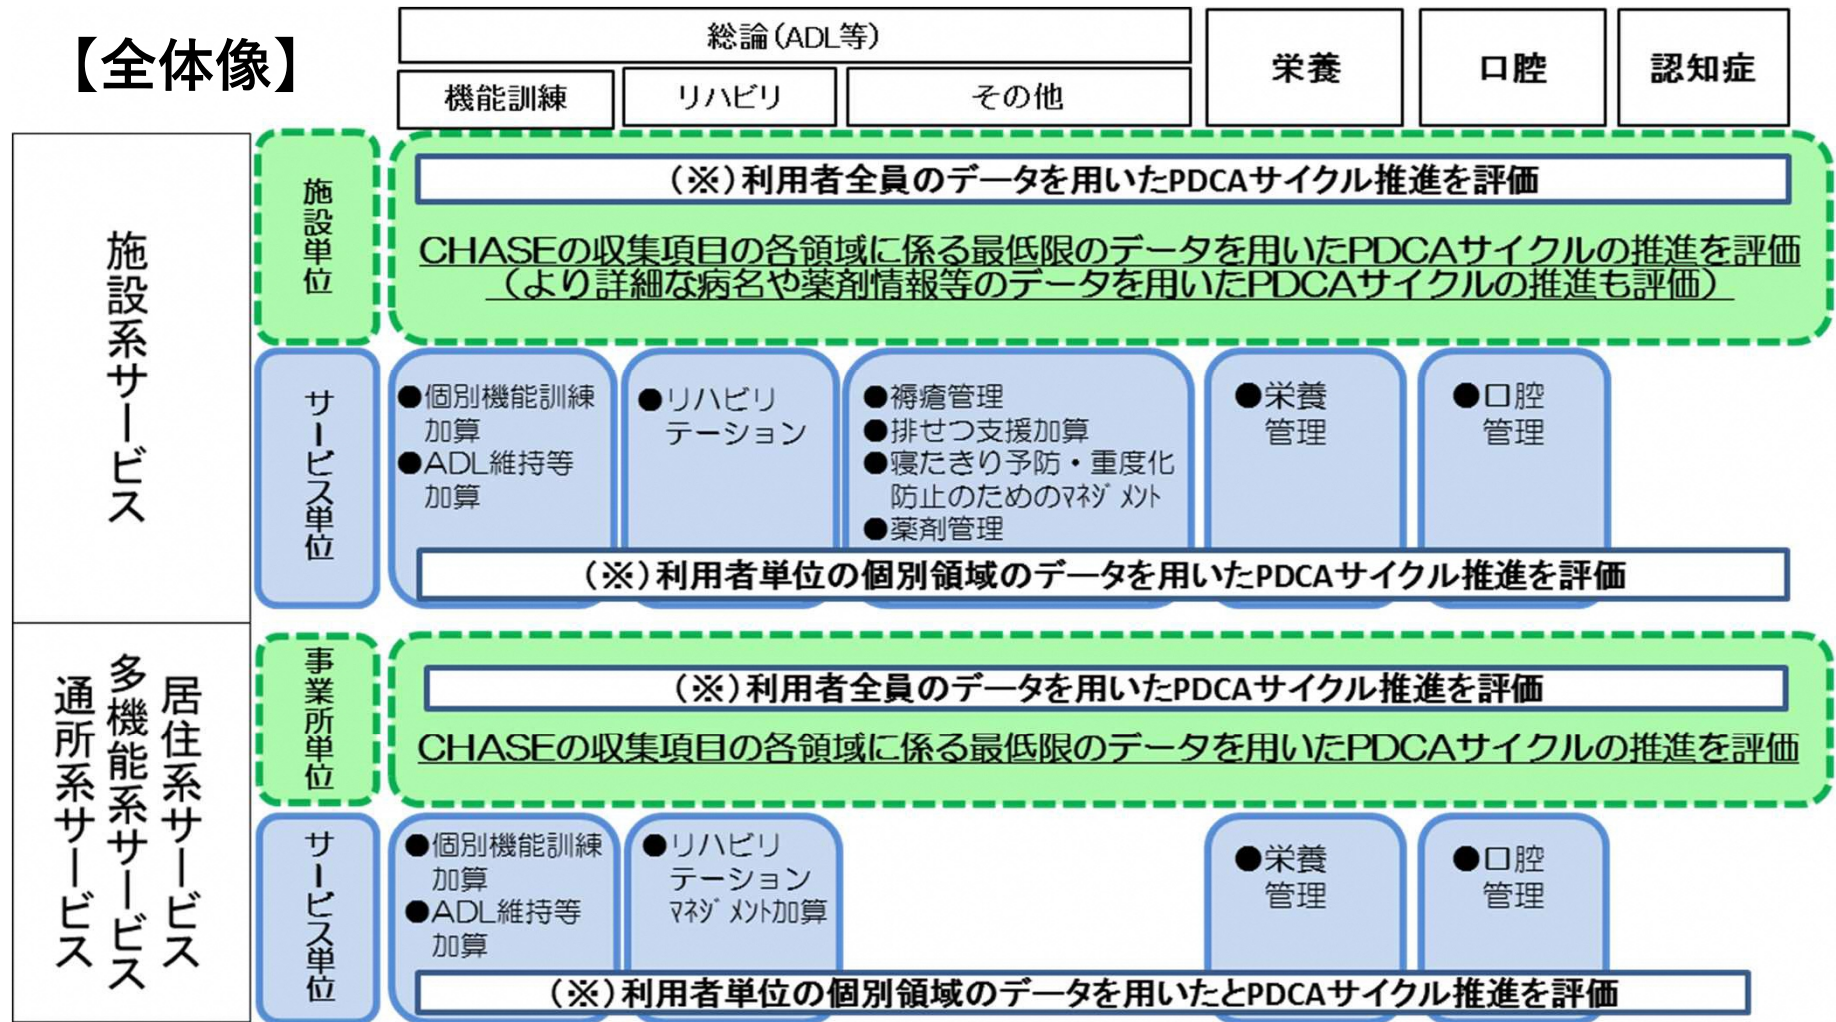 【全体像】
総論(ADL等)
機能訓練
リハビリ
その他
栄養
口腔
認知症
施設系サービス
施設単位
(※)利用者全員のデータを用いたPDCAサイクル推進を評価
CHASEの収集項目の各領域に係る最低限のデータを用いたPDCAサイクルの推進を評価
(より詳細な病名や薬剤情報等のデータを用いたPDCAサイクルの推進も評価)
サービス単位
●個別機能訓練
加算
●ADL維持等
加算
●リハビリ
テーション
●褥瘡管理
●排せつ支援加算
●寝たきり予防・重度化
防止のためのマネジメント
●薬剤管理
●栄養
管理
●口腔
管理
(※)利用者単位の個別領域のデータを用いたPDCAサイクル推進を評価
居住系サービス
多機能系サービス
通所系サービス
事業所単位
(※)利用者全員のデータを用いたPDCAサイクル推進を評価
CHASEの収集項目の各領域に係る最低限のデータを用いたPDCAサイクルの推進を評価
サービス単位
●個別機能訓練
加算
●ADL維持等
加算
●リハビリ
テーション
マネジメント加算
●栄養
管理
●口腔
管理
(※)利用者単位の個別領域のデータを用いたとPDCAサイクル推進を評価